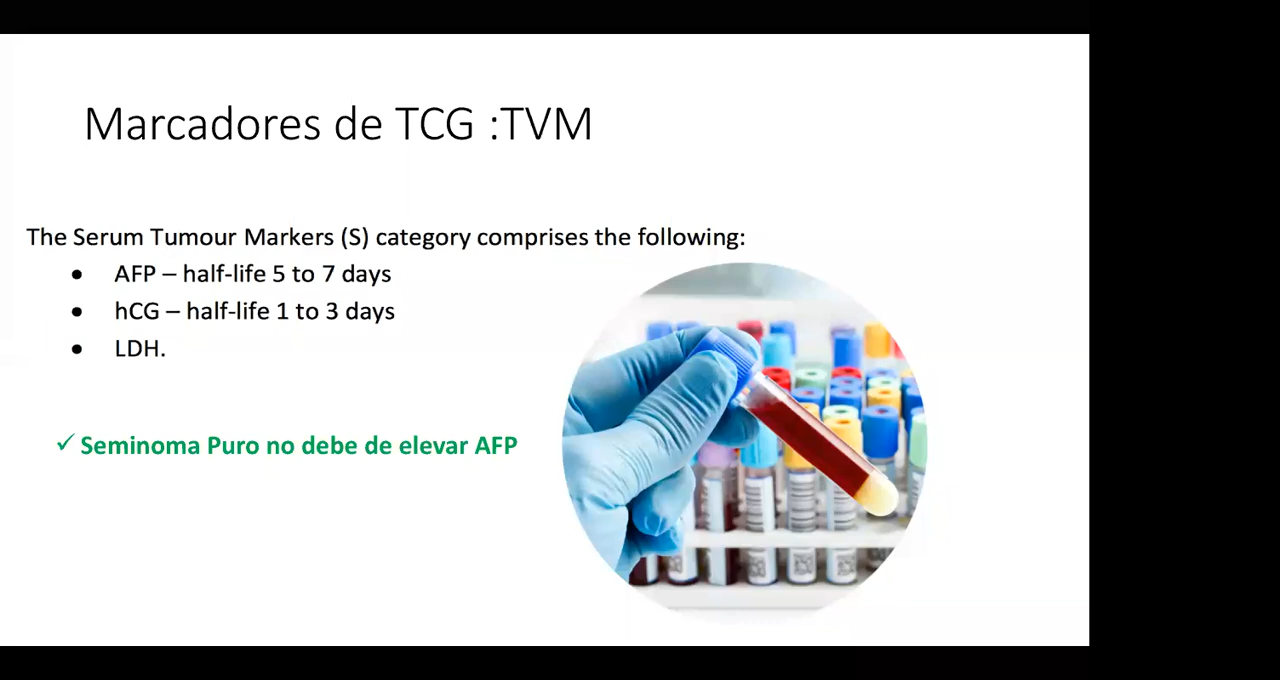 Marcadores de TCG :TVM
The Serum Tumour Markers (S) category comprises the following:
• AFP – half-life 5 to 7 days
• hCG – half-life 1 to 3 days
• LDH.
✓ Seminoma Puro no debe de elevar AFP